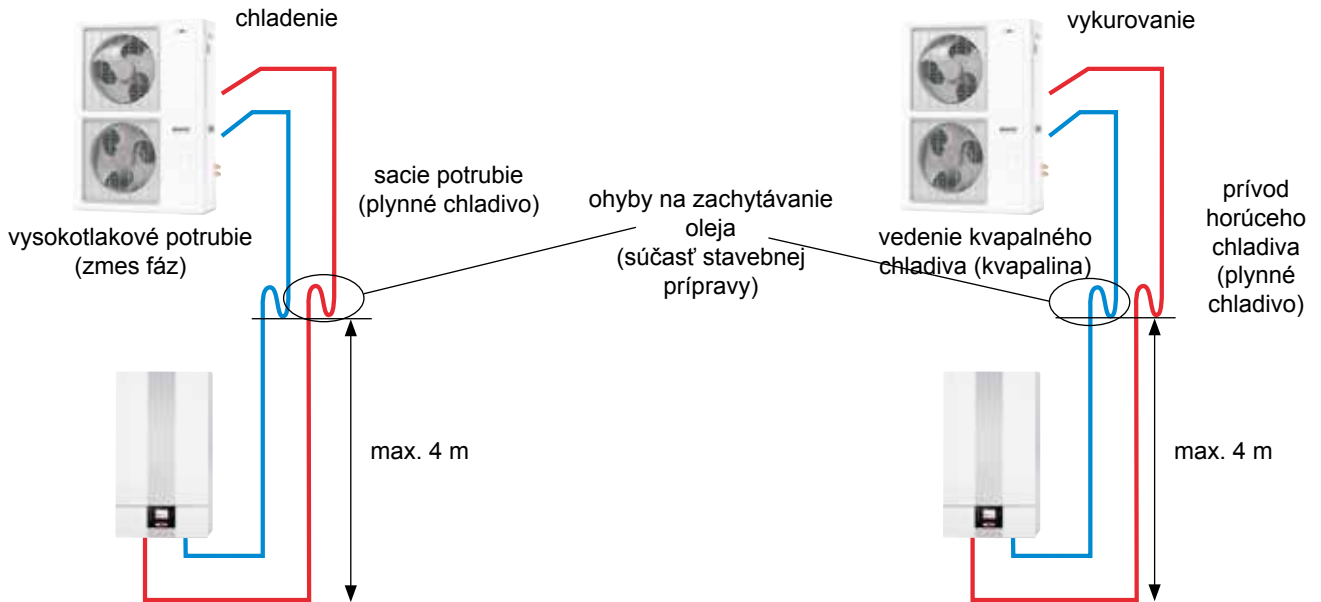 chladenie
vykurovanie
sacie potrubie
(plynné chladivo)
vysokotlakové potrubie
(zmes fáz)
ohyby na zachytávanie
oleja
(súčasť stavebnej
prípravy)
vedenie kvapalného
chladiva (kvapalina)
prívod
horúceho
chladiva
(plynné
chladivo)
max. 4 m
max. 4 m